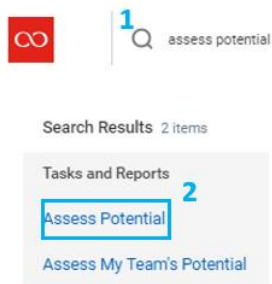 1
assess potential
Search Results 2 items
Tasks and Reports
2
Assess Potential
Assess My Team's Potential